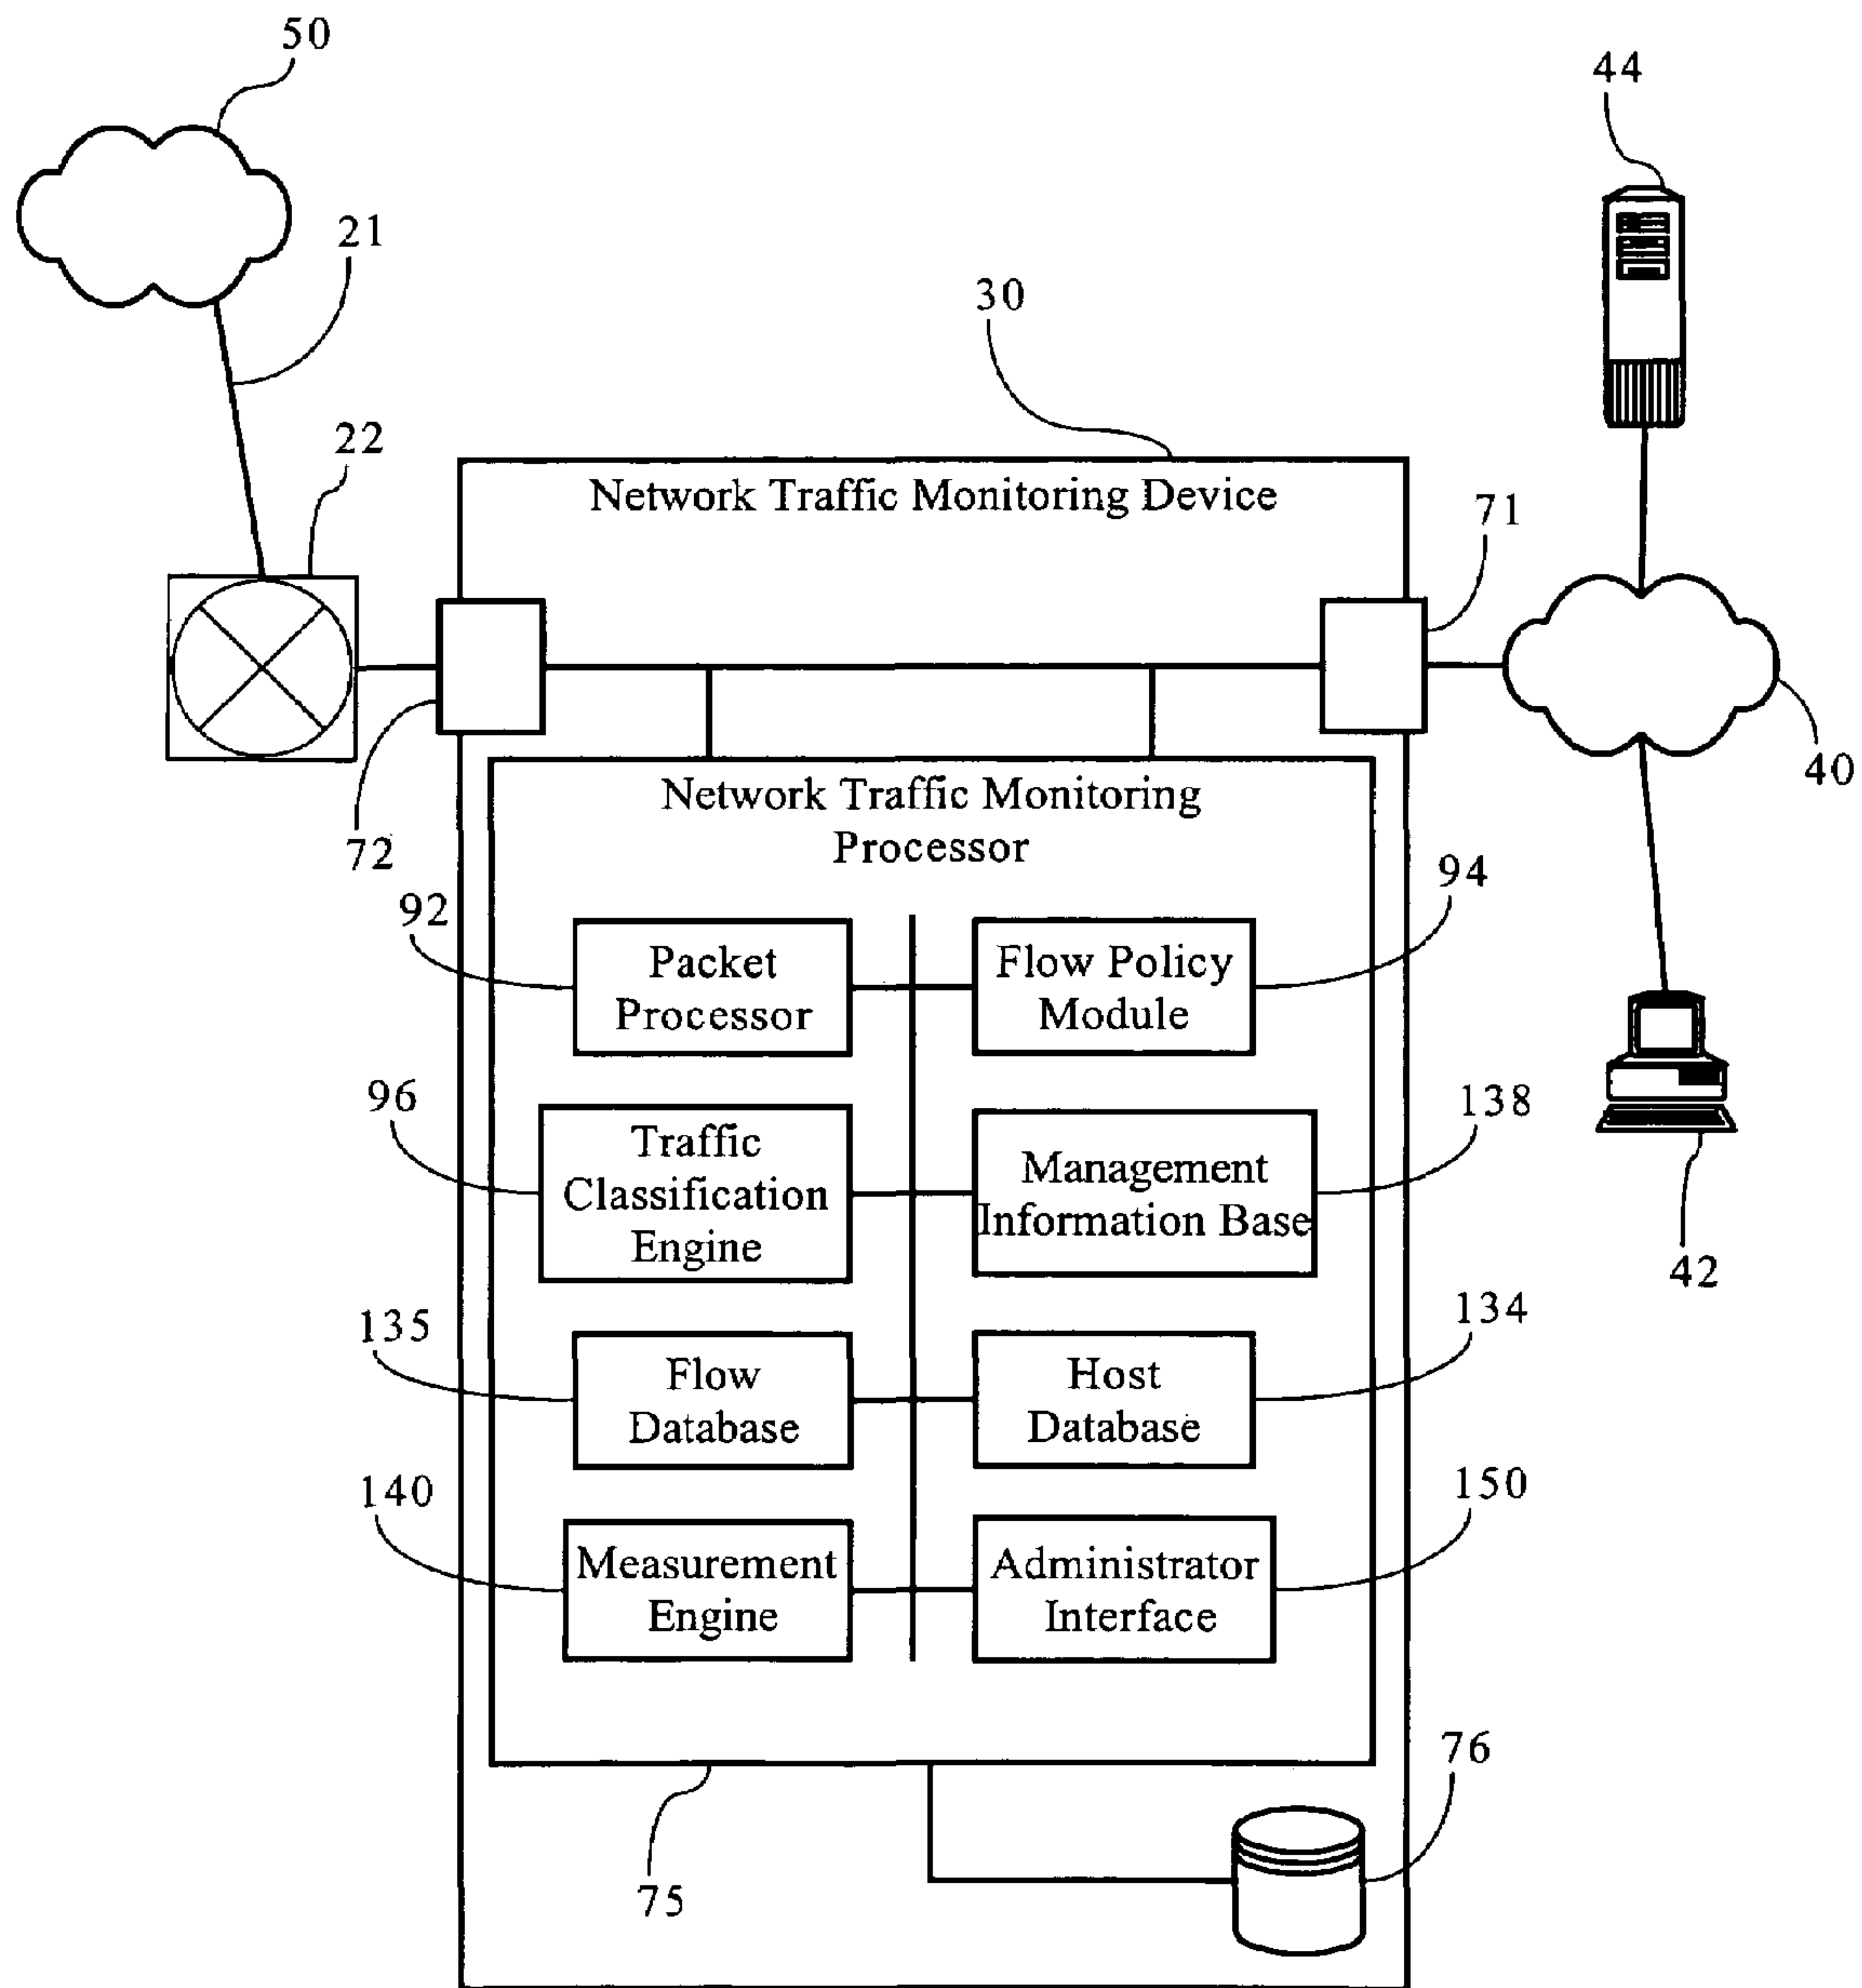 50
44
21
30
22
Network Traffic Monitoring Device
71
40
72
Network Traffic Monitoring
Processor
92
94
Packet
Processor
Flow Policy
Module
96
138
Traffic
Classification
Engine
Management
Information Base
42
135
134
Flow
Database
Host
Database
140
150
Measurement
Engine
Administrator
Interface
76
75